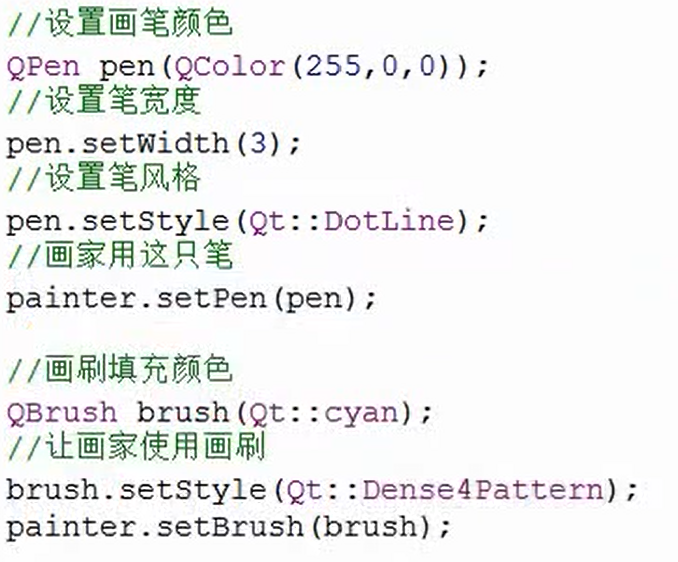 //设置画笔颜色
QPen pen(QColor(255,0,0));
//设置笔宽度
pen.setWidth(3);
//设置笔风格
pen.setStyle(Qt::DotLine);
//画家用这只笔
painter.setPen(pen);
//画刷填充颜色
QBrush brush(Qt::cyan);
//让画家使用画刷
brush.setStyle(Qt::Dense4Pattern);
painter.setBrush(brush);